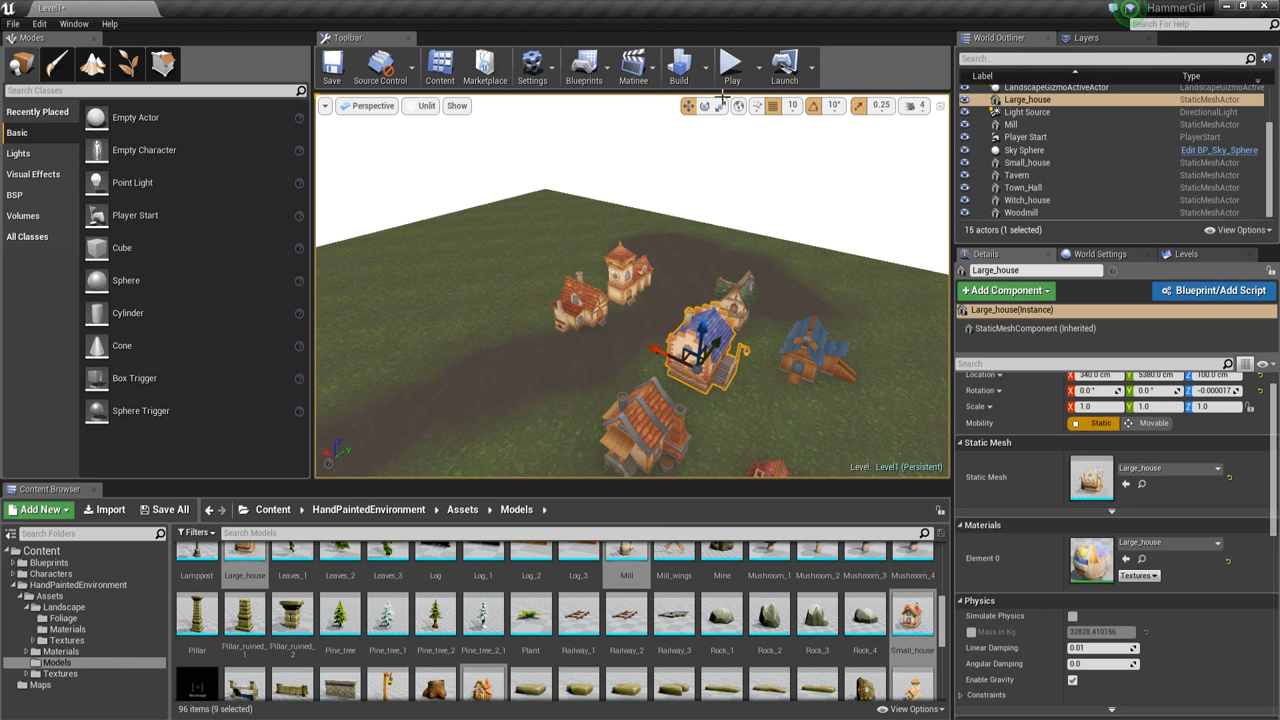 Level1*
HammerGirl
File Edit Window Help
Search For Help
Modes
Toolbar
World Outliner
Layers
Save
Source Control
Content
Marketplace
Settings
Blueprints
Matinee
Build
Play
Launch
Search Classes
Search...
Label
Type
Recently Placed
Basic
Lights
Visual Effects
BSP
Volumes
All Classes
Empty Actor
Empty Character
Point Light
Player Start
Cube
Sphere
Cylinder
Cone
Box Trigger
Sphere Trigger
Perspective
Unlit
Show
10
10°
0.25
4
Level: Level1 (Persistent)
LandscapeGizmoActiveActor LandscapeGizmoActive
Large_house StaticMeshActor
Light Source DirectionalLight
Mill StaticMeshActor
Player Start PlayerStart
Sky Sphere Edit BP_Sky_Sphere
Small_house StaticMeshActor
Tavern StaticMeshActor
Town_Hall StaticMeshActor
Witch_house StaticMeshActor
Woodmill StaticMeshActor
15 actors (1 selected)
View Options
Details
World Settings
Levels
Large_house
Add Component
Blueprint/Add Script
Large_house(Instance)
StaticMeshComponent (Inherited)
Search
Location X 340.0 cm Y 5380.0 cm Z 100.0 cm
Rotation X 0.0 ° Y 0.0 ° Z -0.000017
Scale X 1.0 Y 1.0 Z 1.0
Mobility Static Movable
Static Mesh
Static Mesh
Large_house
Materials
Element 0
Large_house
Textures
Physics
Simulate Physics
Mass in Kg 32828.410156
Linear Damping 0.01
Angular Damping 0.0
Enable Gravity
Constraints
Content Browser
Add New Import Save All
Content HandPaintedEnvironment Assets Models
Search Folders
Filters
Search Models
Content
Blueprints
Characters
HandPaintedEnvironment
Assets
Landscape
Foliage
Materials
Textures
Materials
Models
Textures
Maps
Lamppost Large_house Leaves_1 Leaves_2 Leaves_3 Log Log_1 Log_2 Log_3 Mill Mill_wings Mine Mushroom_1 Mushroom_2 Mushroom_3 Mushroom_4
Pillar Pillar_ruined_1 Pillar_ruined_2 Pine_tree Pine_tree_1 Pine_tree_2 Pine_tree_2_1 Plant Railway_1 Railway_2 Railway_3 Rock_1 Rock_2 Rock_3 Rock_4 Small_house
96 items (9 selected)
View Options